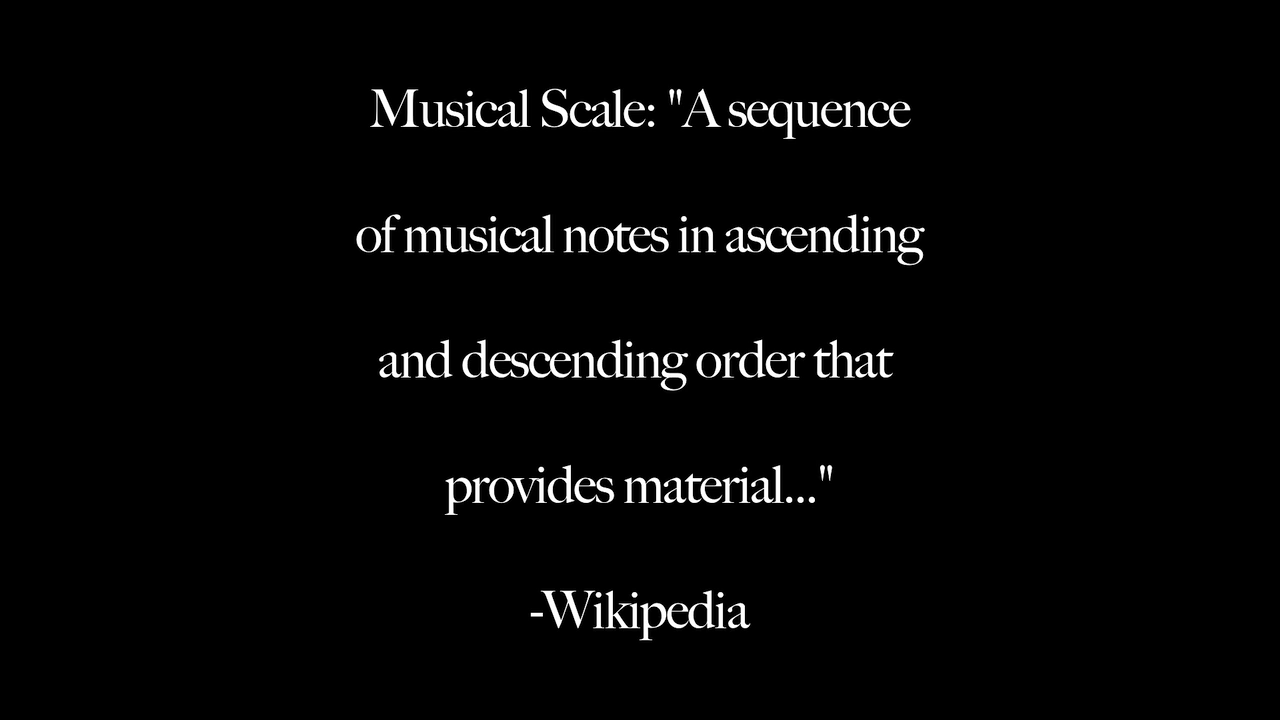 Musical Scale: "A sequence
of musical notes in ascending
and descending order that
provides material..."
-Wikipedia